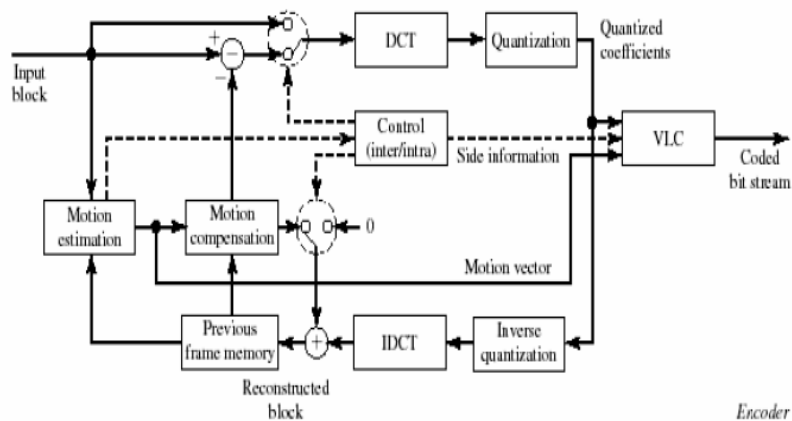 +
Input
block
−
−
DCT
Quantization
Quantized
coefficients
Control
(inter/intra)
Side information
VLC
Coded
bit stream
Motion
estimation
Motion
compensation
0
Motion vector
Previous
frame memory
+
IDCT
Inverse
quantization
Reconstructed
block
Encoder